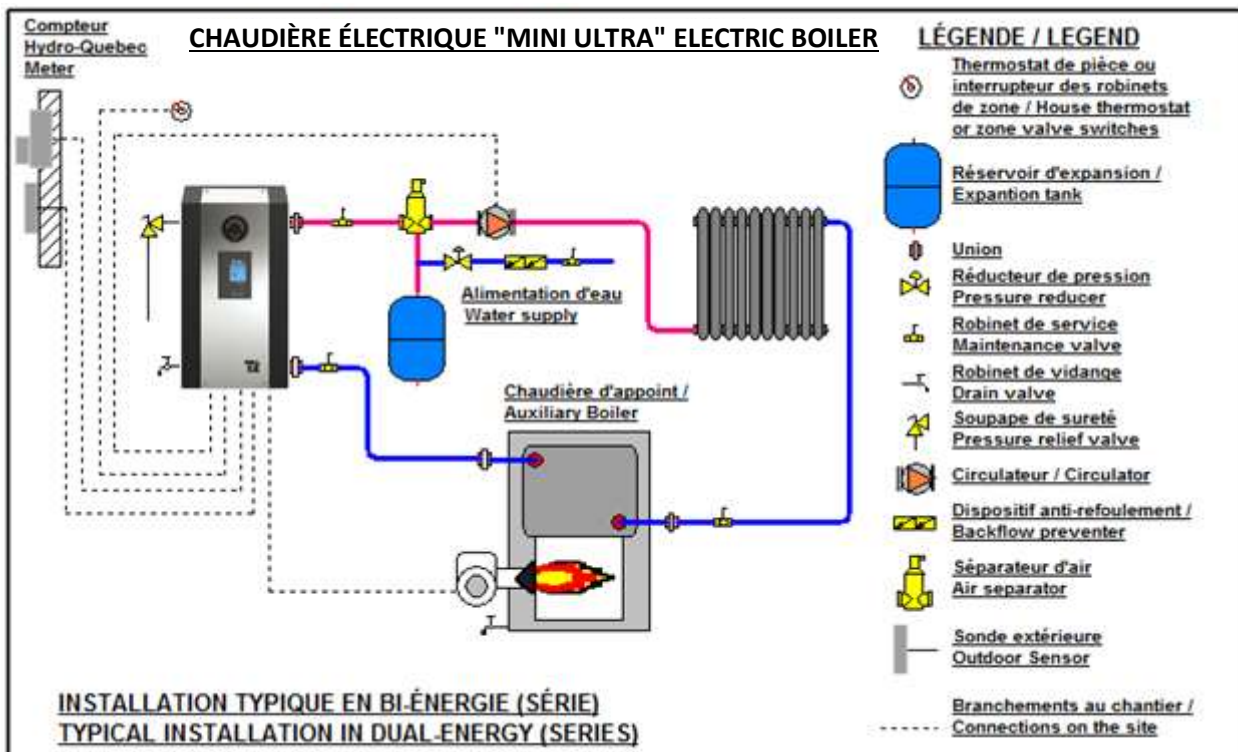 Compteur
Hydro-Quebec
Meter
CHAUDIÈRE ÉLECTRIQUE "MINI ULTRA" ELECTRIC BOILER
LÉGENDE / LEGEND
Thermostat de pièce ou
interrupteur des robinets
de zone / House thermostat
or zone valve switches
Réservoir d'expansion /
Expantion tank
Union
Réducteur de pression
Pressure reducer
Robinet de service
Maintenance valve
Robinet de vidange
Drain valve
Soupape de sureté
Pressure relief valve
Circulateur / Circulator
Dispositif anti-refoulement /
Backflow preventer
Séparateur d'air
Air separator
Sonde extérieure
Outdoor Sensor
Branchements au chantier /
Connections on the site
Alimentation d'eau
Water supply
Chaudière d'appoint /
Auxiliary Boiler
INSTALLATION TYPIQUE EN BI-ÉNERGIE (SÉRIE)
TYPICAL INSTALLATION IN DUAL-ENERGY (SERIES)